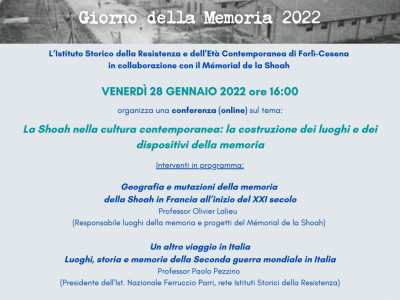 Giorno della Memoria 2022
L'Istituto Storico della Resistenza e dell'Età Contemporanea di Forlì-Cesena
in collaborazione con il Mémorial de la Shoah
VENERDÌ 28 GENNAIO 2022 ore 16:00
organizza una conferenza (online) sul tema:
La Shoah nella cultura contemporanea: la costruzione dei luoghi e dei
dispositivi della memoria
Interventi in programma:
Geografia e mutazioni della memoria
della Shoah in Francia all'inizio del XXI secolo
Professor Olivier Lalieu
(Responsabile luoghi della memoria e progetti del Mémorial de la Shoah)
Un altro viaggio in Italia
Luoghi, storia e memorie della Seconda guerra mondiale in Italia
Professor Paolo Pezzino
(Presidente dell'Ist. Nazionale Ferruccio Parri, rete Istituti Storici della Resistenza)